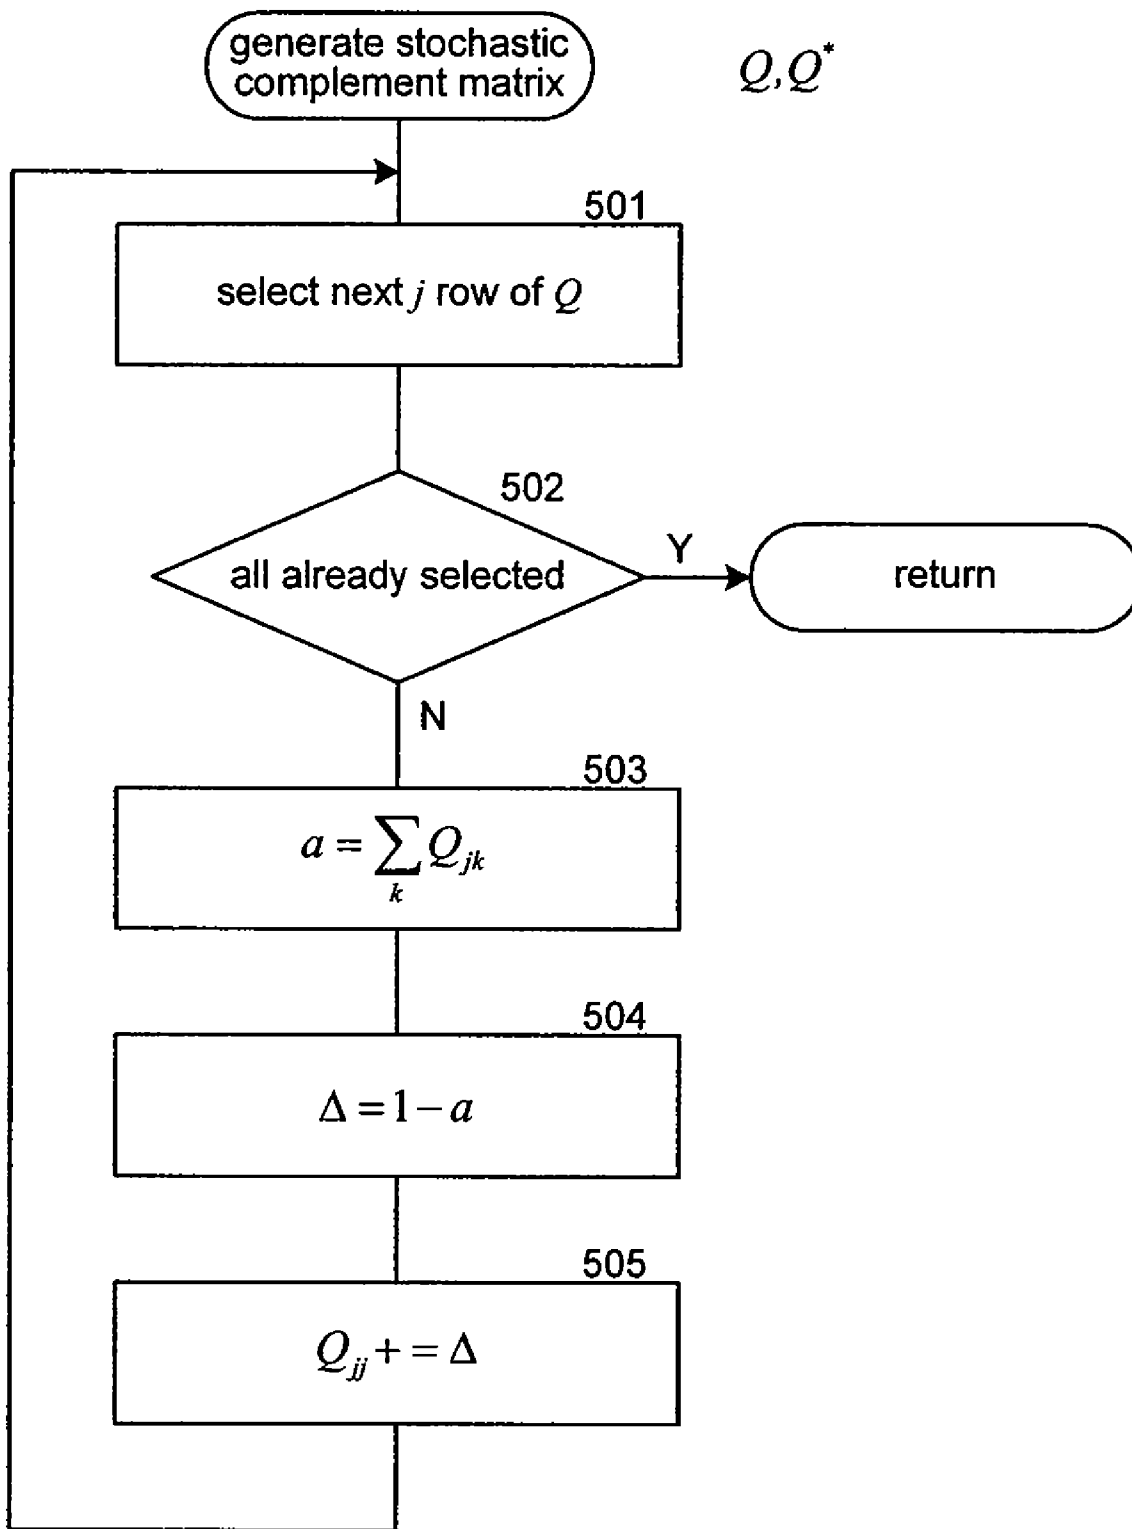 generate stochastic
complement matrix
Q, Q*
501
select next j row of Q
502
all already selected
Y
return
N
503
a = ∑_k Q_jk
504
Δ = 1 − a
505
Q_jj + = Δ